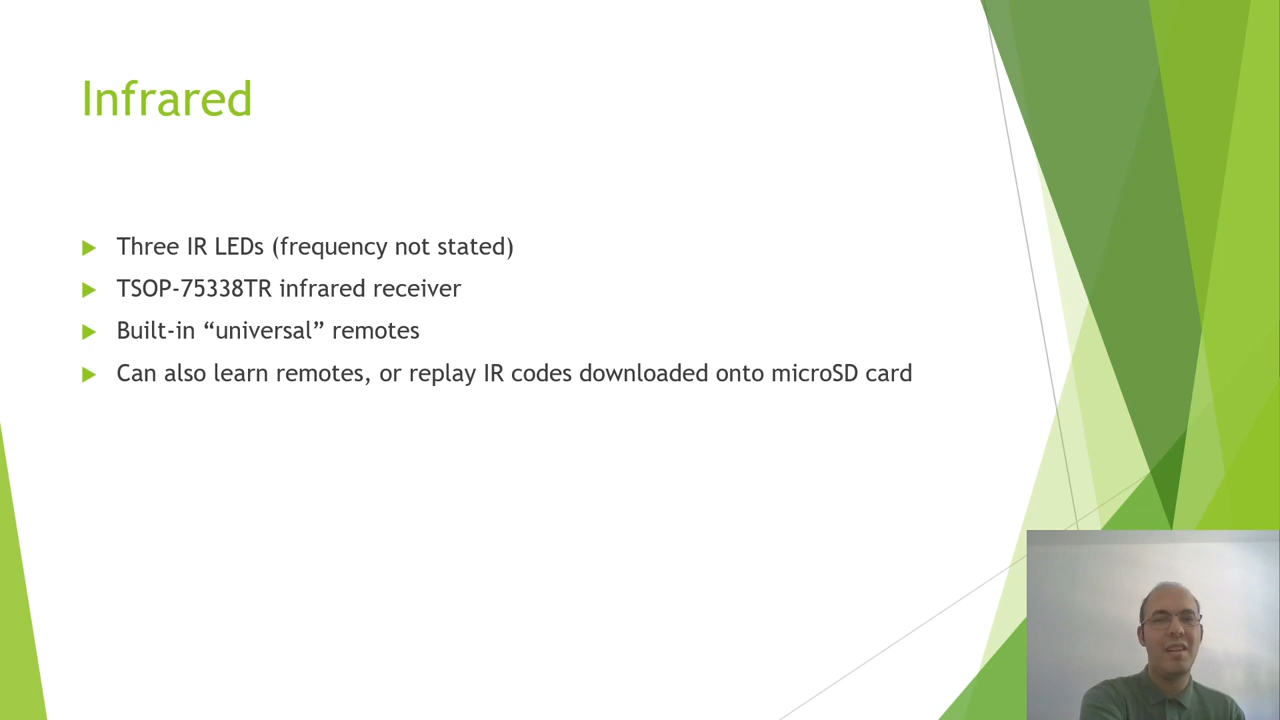 Infrared
Three IR LEDs (frequency not stated)
TSOP-75338TR infrared receiver
Built-in “universal” remotes
Can also learn remotes, or replay IR codes downloaded onto microSD card